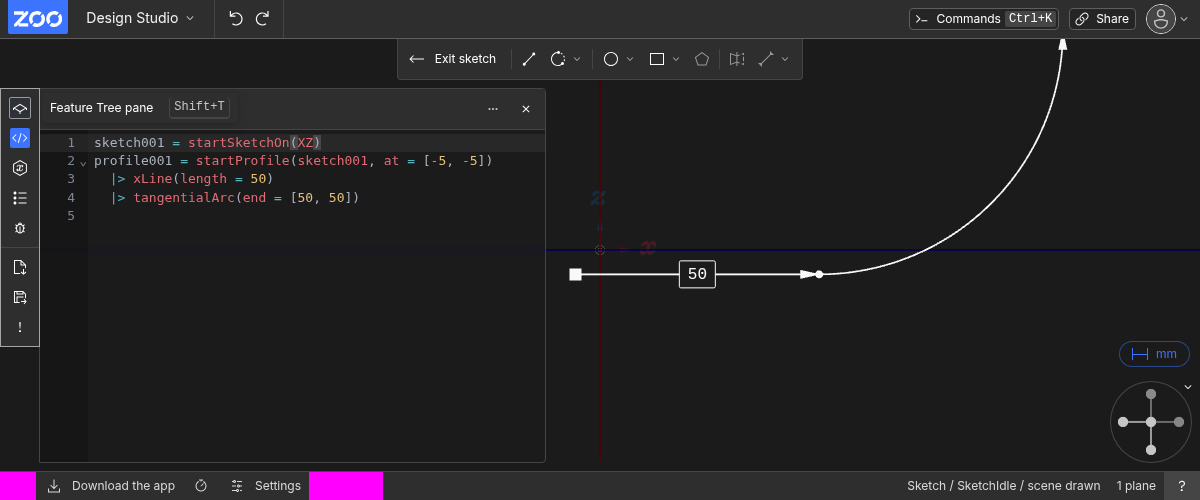 ZOO
Design Studio
Commands Ctrl+K
Share
Exit sketch
Feature Tree pane
Shift+T
1 sketch001 = startSketchOn(XZ)
2 profile001 = startProfile(sketch001, at = [-5, -5])
3 |> xLine(length = 50)
4 |> tangentialArc(end = [50, 50])
5
z
x
50
mm
Download the app
Settings
Sketch / SketchIdle / scene drawn
1 plane
?